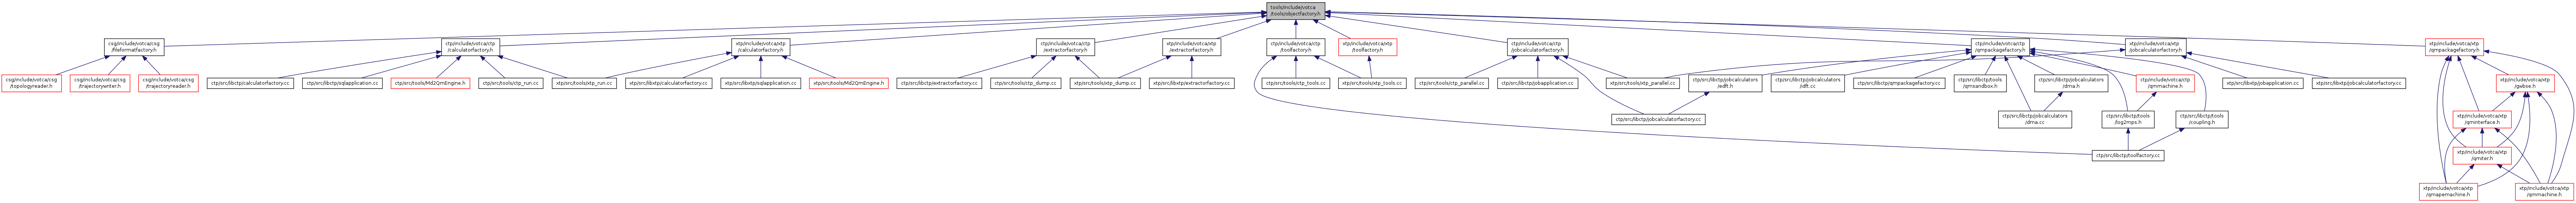 tools/include/votca
/tools/objectfactory.h
csg/include/votca/csg
/fileformatfactory.h
ctp/include/votca/ctp
/calculatorfactory.h
xtp/include/votca/xtp
/calculatorfactory.h
ctp/include/votca/ctp
/extractorfactory.h
xtp/include/votca/xtp
/extractorfactory.h
ctp/include/votca/ctp
/toolfactory.h
xtp/include/votca/xtp
/toolfactory.h
ctp/include/votca/ctp
/jobcalculatorfactory.h
ctp/include/votca/ctp
/qmpackagefactory.h
xtp/include/votca/xtp
/jobcalculatorfactory.h
xtp/include/votca/xtp
/qmpackagefactory.h
csg/include/votca/csg
/topologyreader.h
csg/include/votca/csg
/trajectorywriter.h
csg/include/votca/csg
/trajectoryreader.h
ctp/src/libctp/calculatorfactory.cc
ctp/src/libctp/sqlapplication.cc
ctp/src/tools/Md2QmEngine.h
ctp/src/tools/ctp_run.cc
xtp/src/tools/xtp_run.cc
xtp/src/libxtp/calculatorfactory.cc
xtp/src/libxtp/sqlapplication.cc
xtp/src/tools/Md2QmEngine.h
ctp/src/libctp/extractorfactory.cc
ctp/src/tools/ctp_dump.cc
xtp/src/tools/xtp_dump.cc
xtp/src/libxtp/extractorfactory.cc
ctp/src/tools/ctp_tools.cc
xtp/src/tools/xtp_tools.cc
ctp/src/tools/ctp_parallel.cc
ctp/src/libctp/jobapplication.cc
xtp/src/tools/xtp_parallel.cc
ctp/src/libctp/jobcalculators
/edft.h
ctp/src/libctp/jobcalculators
/dft.cc
ctp/src/libctp/qmpackagefactory.cc
ctp/src/libctp/tools
/qmsandbox.h
ctp/src/libctp/jobcalculators
/dma.h
ctp/include/votca/ctp
/qmmachine.h
xtp/src/libxtp/jobapplication.cc
xtp/src/libxtp/jobcalculatorfactory.cc
xtp/include/votca/xtp
/gwbse.h
ctp/src/libctp/jobcalculatorfactory.cc
ctp/src/libctp/jobcalculators
/dma.cc
ctp/src/libctp/tools
/log2mps.h
ctp/src/libctp/tools
/coupling.h
xtp/include/votca/xtp
/qminterface.h
ctp/src/libctp/toolfactory.cc
xtp/include/votca/xtp
/qmiter.h
xtp/include/votca/xtp
/qmapemachine.h
xtp/include/votca/xtp
/qmmachine.h